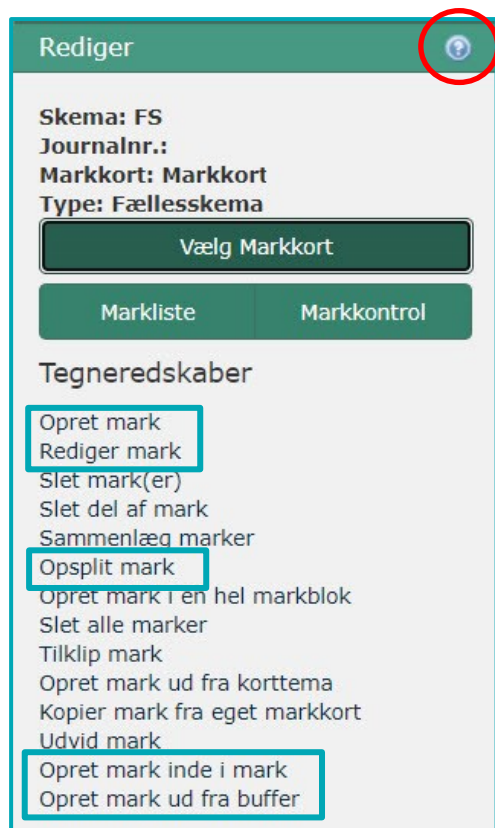 Rediger
Skema: FS
Journalnr.:
Markkort: Markkort
Type: Fællesskema
Vælg Markkort
Markliste Markkontrol
Tegneredskaber
Opret mark
Rediger mark
Slet mark(er)
Slet del af mark
Sammenlæg marker
Opsplit mark
Opret mark i en hel markblok
Slet alle marker
Tilklip mark
Opret mark ud fra korttema
Kopier mark fra eget markkort
Udvid mark
Opret mark inde i mark
Opret mark ud fra buffer